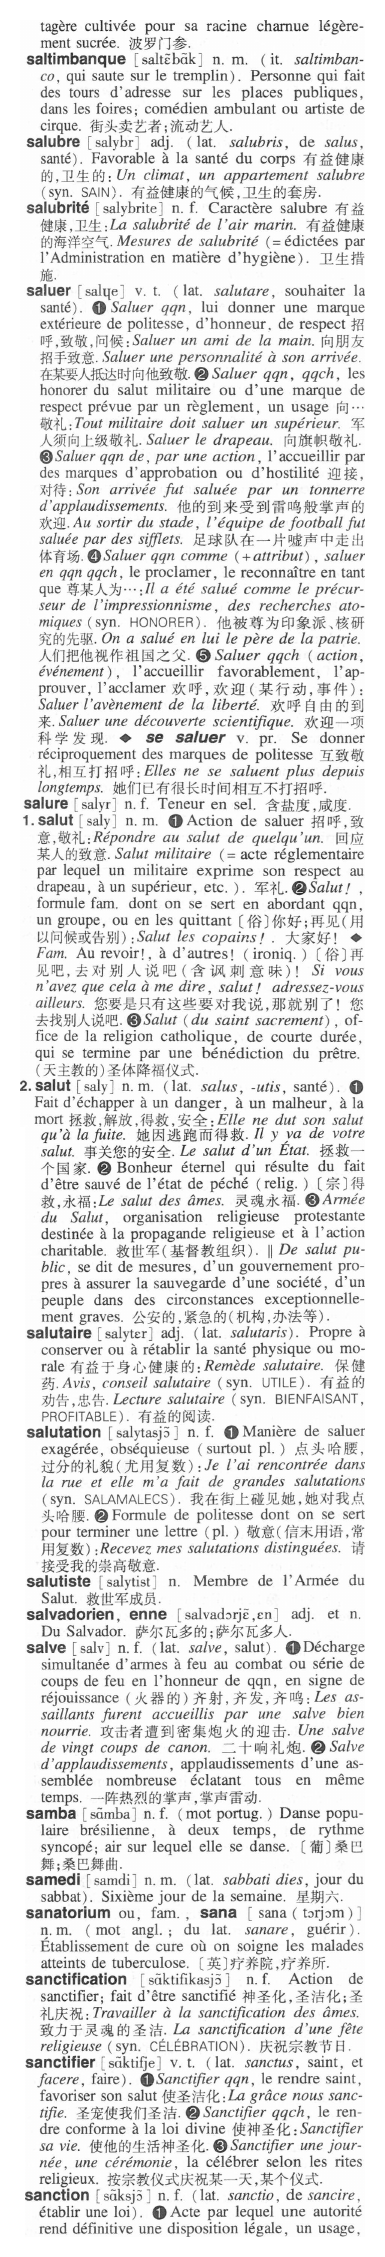 tagère cultivée pour sa racine charnue légère-
ment sucrée. 波罗门参.
saltimbanque [saltɛ̃bãk] n. m. (it. saltimban-
co, qui saute sur le tremplin). Personne qui fait
des tours d'adresse sur les places publiques,
dans les foires; comédien ambulant ou artiste de
cirque. 街头卖艺者;流动艺人.
salubre [salybr] adj. (lat. salubris, de salus,
santé). Favorable à la santé du corps 有益健康
的,卫生的: Un climat, un appartement salubre
(syn. SAIN). 有益健康的气候,卫生的套房.
salubrité [salybrite] n. f. Caractère salubre 有益
健康,卫生: La salubrité de l'air marin. 有益健康
的海洋空气. Mesures de salubrité (= édictées par
l'Administration en matière d'hygiène). 卫生措
施.
saluer [salɥe] v. t. (lat. salutare, souhaiter la
santé). ❶ Saluer qqn, lui donner une marque
extérieure de politesse, d'honneur, de respect 招
呼,致敬,问候: Saluer un ami de la main. 向朋友
招手致意. Saluer une personnalité à son arrivée.
在某要人抵达时向他致敬. ❷ Saluer qqn, qqch, les
honorer du salut militaire ou d'une marque de
respect prévue par un règlement, un usage 向…
敬礼: Tout militaire doit saluer un supérieur. 军
人须向上级敬礼. Saluer le drapeau. 向旗帜敬礼.
❸ Saluer qqn de, par une action, l'accueillir par
des marques d'approbation ou d'hostilité 迎接,
对待: Son arrivée fut saluée par un tonnerre
d'applaudissements. 他的到来受到雷鸣般掌声的
欢迎. Au sortir du stade, l'équipe de football fut
saluée par des sifflets. 足球队在一片嘘声中走出
体育场. ❹ Saluer qqn comme (+attribut), saluer
en qqn qqch, le proclamer, le reconnaître en tant
que 尊某人为…: Il a été salué comme le précur-
seur de l'impressionnisme, des recherches ato-
miques (syn. HONORER). 他被尊为印象派、核研
究的先驱. On a salué en lui le père de la patrie.
人们把他视作祖国之父. ❺ Saluer qqch (action,
événement), l'accueillir favorablement, l'ap-
prouver, l'acclamer 欢呼,欢迎(某行动,事件):
Saluer l'avènement de la liberté. 欢呼自由的到
来. Saluer une découverte scientifique. 欢迎一项
科学发现. ◆ se saluer v. pr. Se donner
réciproquement des marques de politesse 互致敬
礼,相互打招呼: Elles ne se saluent plus depuis
longtemps. 她们已有很长时间相互不打招呼.
salure [salyr] n. f. Teneur en sel. 含盐度,咸度.
1. salut [saly] n. m. ❶ Action de saluer 招呼,致
意,敬礼: Répondre au salut de quelqu'un. 回应
某人的致意. Salut militaire (= acte réglementaire
par lequel un militaire exprime son respect au
drapeau, à un supérieur, etc.). 军礼. ❷ Salut!,
formule fam. dont on se sert en abordant qqn,
un groupe, ou en les quittant [俗]你好;再见(用
以问候或告别): Salut les copains!. 大家好! ◆
Fam. Au revoir!, à d'autres! (ironiq.) [俗]再
见吧,去对别人说吧(含讽刺意味)! Si vous
n'avez que cela à me dire, salut! adressez-vous
ailleurs. 您要是只有这些要对我说,那就别了! 您
去找别人说吧. ❸ Salut (du saint sacrement), of-
fice de la religion catholique, de courte durée,
qui se termine par une bénédiction du prêtre.
(天主教的)圣体降福仪式.
2. salut [saly] n. m. (lat. salus, -utis, santé). ❶
Fait d'échapper à un danger, à un malheur, à la
mort 拯救,解放,得救,安全: Elle ne dut son salut
qu'à la fuite. 她因逃跑而得救. Il y va de votre
salut. 事关您的安全. Le salut d'un État. 拯救一
个国家. ❷ Bonheur éternel qui résulte du fait
d'être sauvé de l'état de péché (relig.) [宗]得
救,永福: Le salut des âmes. 灵魂永福. ❸ Armée
du Salut, organisation religieuse protestante
destinée à la propagande religieuse et à l'action
charitable. 救世军(基督教组织). ‖ De salut pu-
blic, se dit de mesures, d'un gouvernement pro-
pres à assurer la sauvegarde d'une société, d'un
peuple dans des circonstances exceptionnelle-
ment graves. 公安的,紧急的(机构,办法等).
salutaire [salytɛr] adj. (lat. salutaris). Propre à
conserver ou à rétablir la santé physique ou mo-
rale 有益于身心健康的: Remède salutaire. 保健
药. Avis, conseil salutaire (syn. UTILE). 有益的
劝告,忠告. Lecture salutaire (syn. BIENFAISANT,
PROFITABLE). 有益的阅读.
salutation [salytasjɔ̃] n. f. ❶ Manière de saluer
exagérée, obséquieuse (surtout pl.) 点头哈腰,
过分的礼貌(尤用复数): Je l'ai rencontrée dans
la rue et elle m'a fait de grandes salutations
(syn. SALAMALECS). 我在街上碰见她,她对我点
头哈腰. ❷ Formule de politesse dont on se sert
pour terminer une lettre (pl.) 敬意(信末用语,常
用复数): Recevez mes salutations distinguées. 请
接受我的崇高敬意.
salutiste [salytist] n. Membre de l'Armée du
Salut. 救世军成员.
salvadorien, enne [salvadɔrjɛ̃,ɛn] adj. et n.
Du Salvador. 萨尔瓦多的;萨尔瓦多人.
salve [salv] n. f. (lat. salve, salut). ❶ Décharge
simultanée d'armes à feu au combat ou série de
coups de feu en l'honneur de qqn, en signe de
réjouissance (火器的)齐射,齐发,齐鸣: Les as-
saillants furent accueillis par une salve bien
nourrie. 攻击者遭到密集炮火的迎击. Une salve
de vingt coups de canon. 二十响礼炮. ❷ Salve
d'applaudissements, applaudissements d'une as-
semblée nombreuse éclatant tous en même
temps. 一阵热烈的掌声,掌声雷动.
samba [sãmba] n. f. (mot portug.) Danse popu-
laire brésilienne, à deux temps, de rythme
syncopé; air sur lequel elle se danse. [葡]桑巴
舞;桑巴舞曲.
samedi [samdi] n. m. (lat. sabbati dies, jour du
sabbat). Sixième jour de la semaine. 星期六.
sanatorium ou, fam., sana [sana(tɔrjɔm)]
n. m. (mot angl.; du lat. sanare, guérir).
Établissement de cure où on soigne les malades
atteints de tuberculose. [英]疗养院,疗养所.
sanctification [sãktifikasjɔ̃] n. f. Action de
sanctifier; fait d'être sanctifié 神圣化,圣洁化;圣
礼庆祝: Travailler à la sanctification des âmes.
致力于灵魂的圣洁. La sanctification d'une fête
religieuse (syn. CÉLÉBRATION). 庆祝宗教节日.
sanctifier [sãktifje] v. t. (lat. sanctus, saint, et
facere, faire). ❶ Sanctifier qqn, le rendre saint,
favoriser son salut 使圣洁化: La grâce nous sanc-
tifie. 圣宠使我们圣洁. ❷ Sanctifier qqch, le ren-
dre conforme à la loi divine 使神圣化: Sanctifier
sa vie. 使他的生活神圣化. ❸ Sanctifier une jour-
née, une cérémonie, la célébrer selon les rites
religieux. 按宗教仪式庆祝某一天,某个仪式.
sanction [sãksjɔ̃] n. f. (lat. sanctio, de sancire,
établir une loi). ❶ Acte par lequel une autorité
rend définitive une disposition légale, un usage,